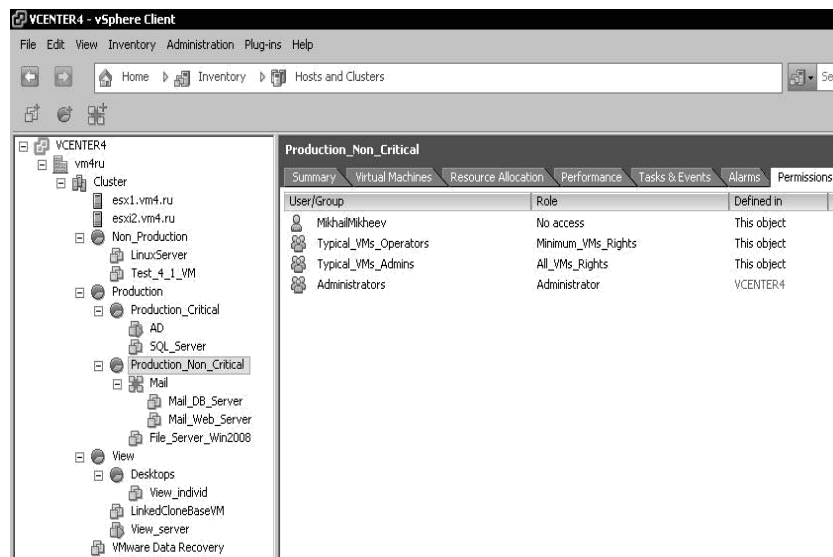 VCENTER4 - vSphere Client
File Edit View Inventory Administration Plug-ins Help
Home Inventory Hosts and Clusters Se
VCENTER4
vm4ru
Cluster
esx1.vm4.ru
esxi2.vm4.ru
Non_Production
LinuxServer
Test_4_1_VM
Production
Production_Critical
AD
SQL_Server
Production_Non_Critical
Mail
Mail_DB_Server
Mail_Web_Server
File_Server_Win2008
View
Desktops
View_individ
LinkedCloneBaseVM
View_server
VMware Data Recovery
Production_Non_Critical
Summary Virtual Machines Resource Allocation Performance Tasks & Events Alarms Permissions
User/Group Role Defined in
MikhailMikheev No access This object
Typical_VMs_Operators Minimum_VMs_Rights This object
Typical_VMs_Admins All_VMs_Rights This object
Administrators Administrator VCENTER4